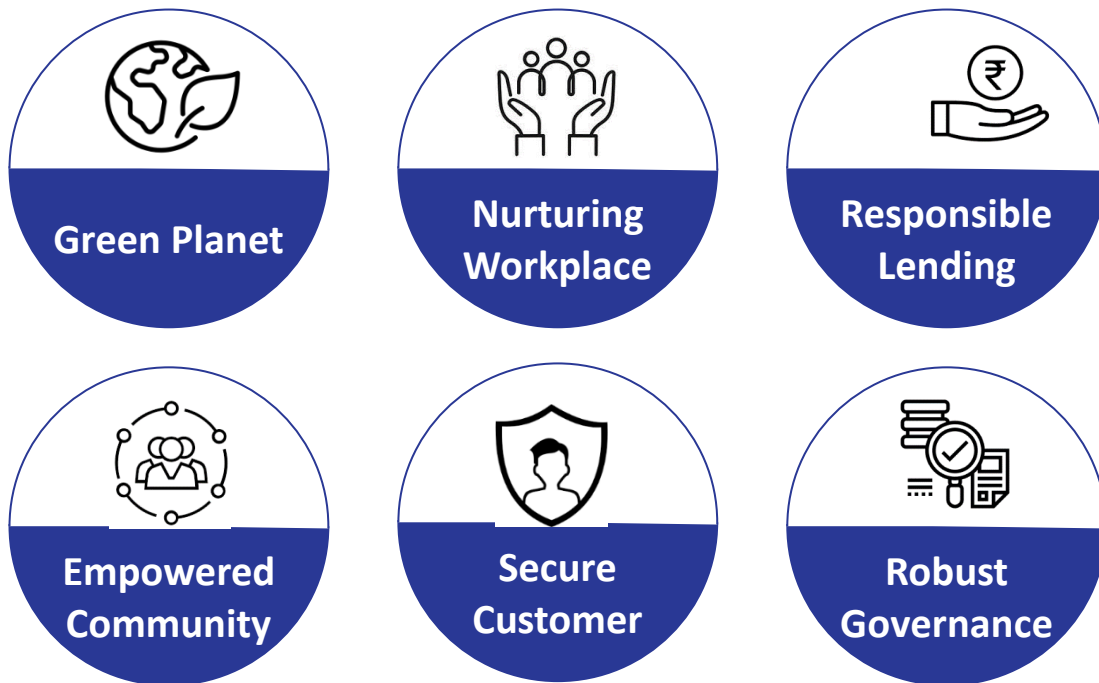 ₹
Green Planet
Nurturing
Workplace
Responsible
Lending
Empowered
Community
Secure
Customer
Robust
Governance